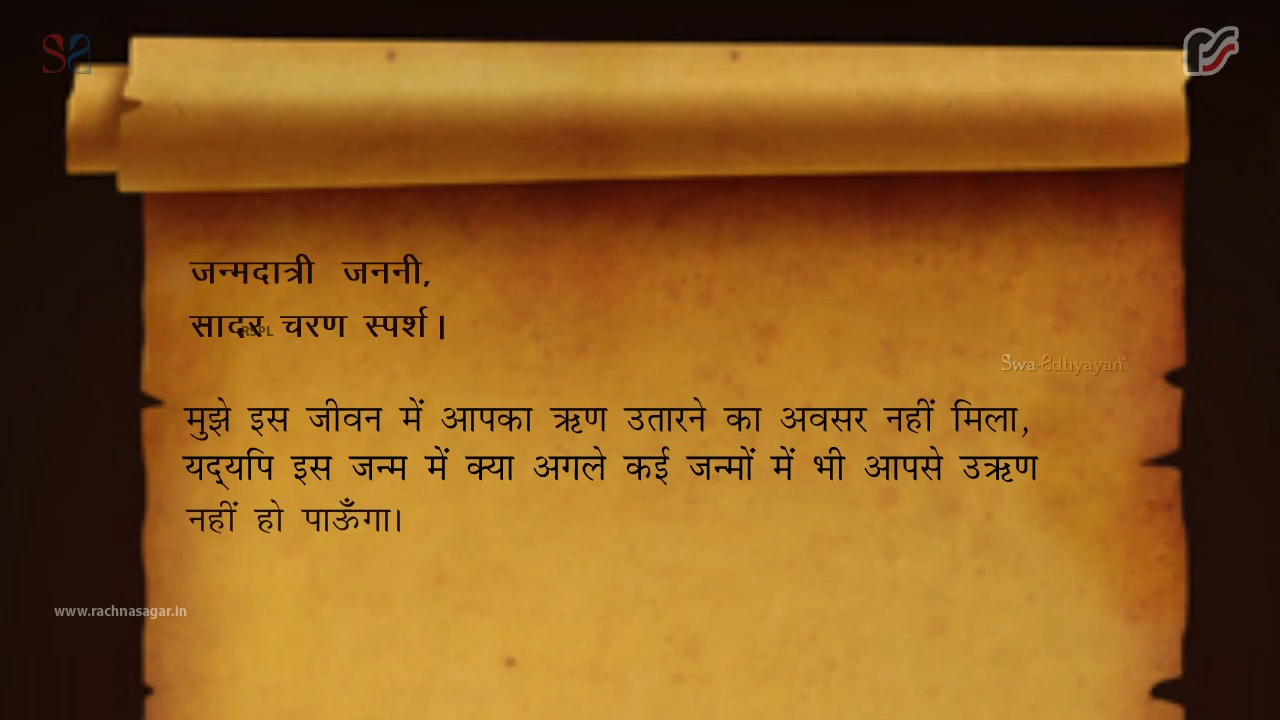 जन्मदात्री जननी,
सादर चरण स्पर्श।
RSPL
Swa-Adhyayan
मुझे इस जीवन में आपका ऋण उतारने का अवसर नहीं मिला,
यद्यपि इस जन्म में क्या अगले कई जन्मों में भी आपसे उऋण
नहीं हो पाऊँगा।
www.rachnasagar.in